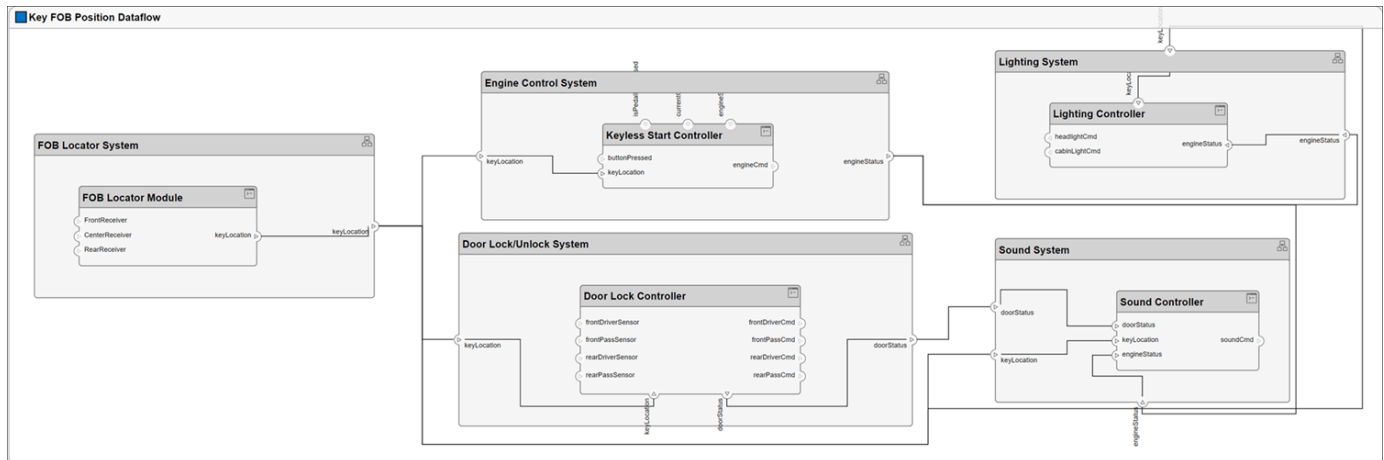 Key FOB Position Dataflow
FOB Locator System
FOB Locator Module
FrontReceiver
CenterReceiver
RearReceiver
keyLocation
keyLocation
Engine Control System
keyLocation
Keyless Start Controller
buttonPressed
keyLocation
engineCmd
engineStatus
Door Lock/Unlock System
keyLocation
Door Lock Controller
frontDriverSensor
frontPassSensor
rearDriverSensor
rearPassSensor
frontDriverCmd
frontPassCmd
rearDriverCmd
rearPassCmd
keyLocation
doorStatus
doorStatus
Lighting System
Lighting Controller
headlightCmd
cabinLightCmd
engineStatus
engineStatus
Sound System
doorStatus
keyLocation
Sound Controller
doorStatus
keyLocation
engineStatus
soundCmd
engineStatus